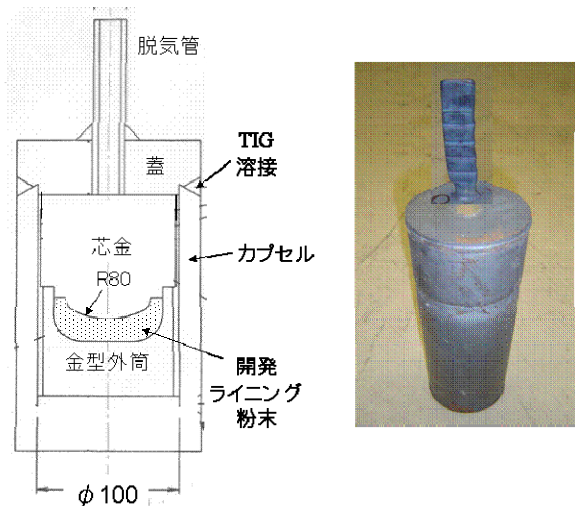 脱気管
蓋
TIG
溶接
芯金
R80
カプセル
金型外筒
開発
ライニング
粉末
φ100